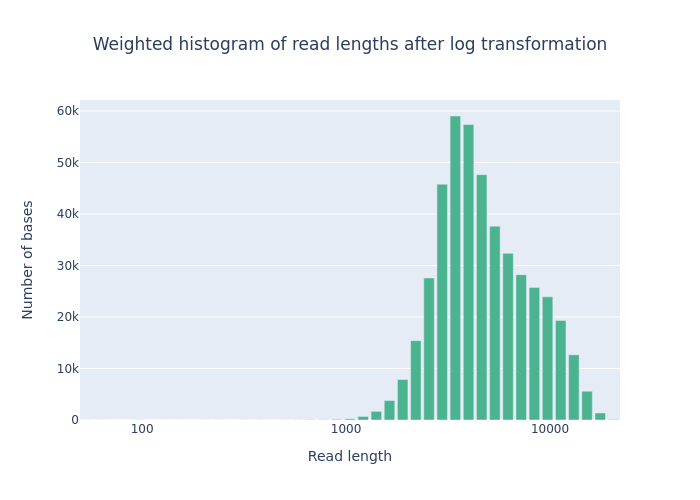 Weighted histogram of read lengths after log transformation
Number of bases
60k
50k
40k
30k
20k
10k
0
100 1000 10000
Read length